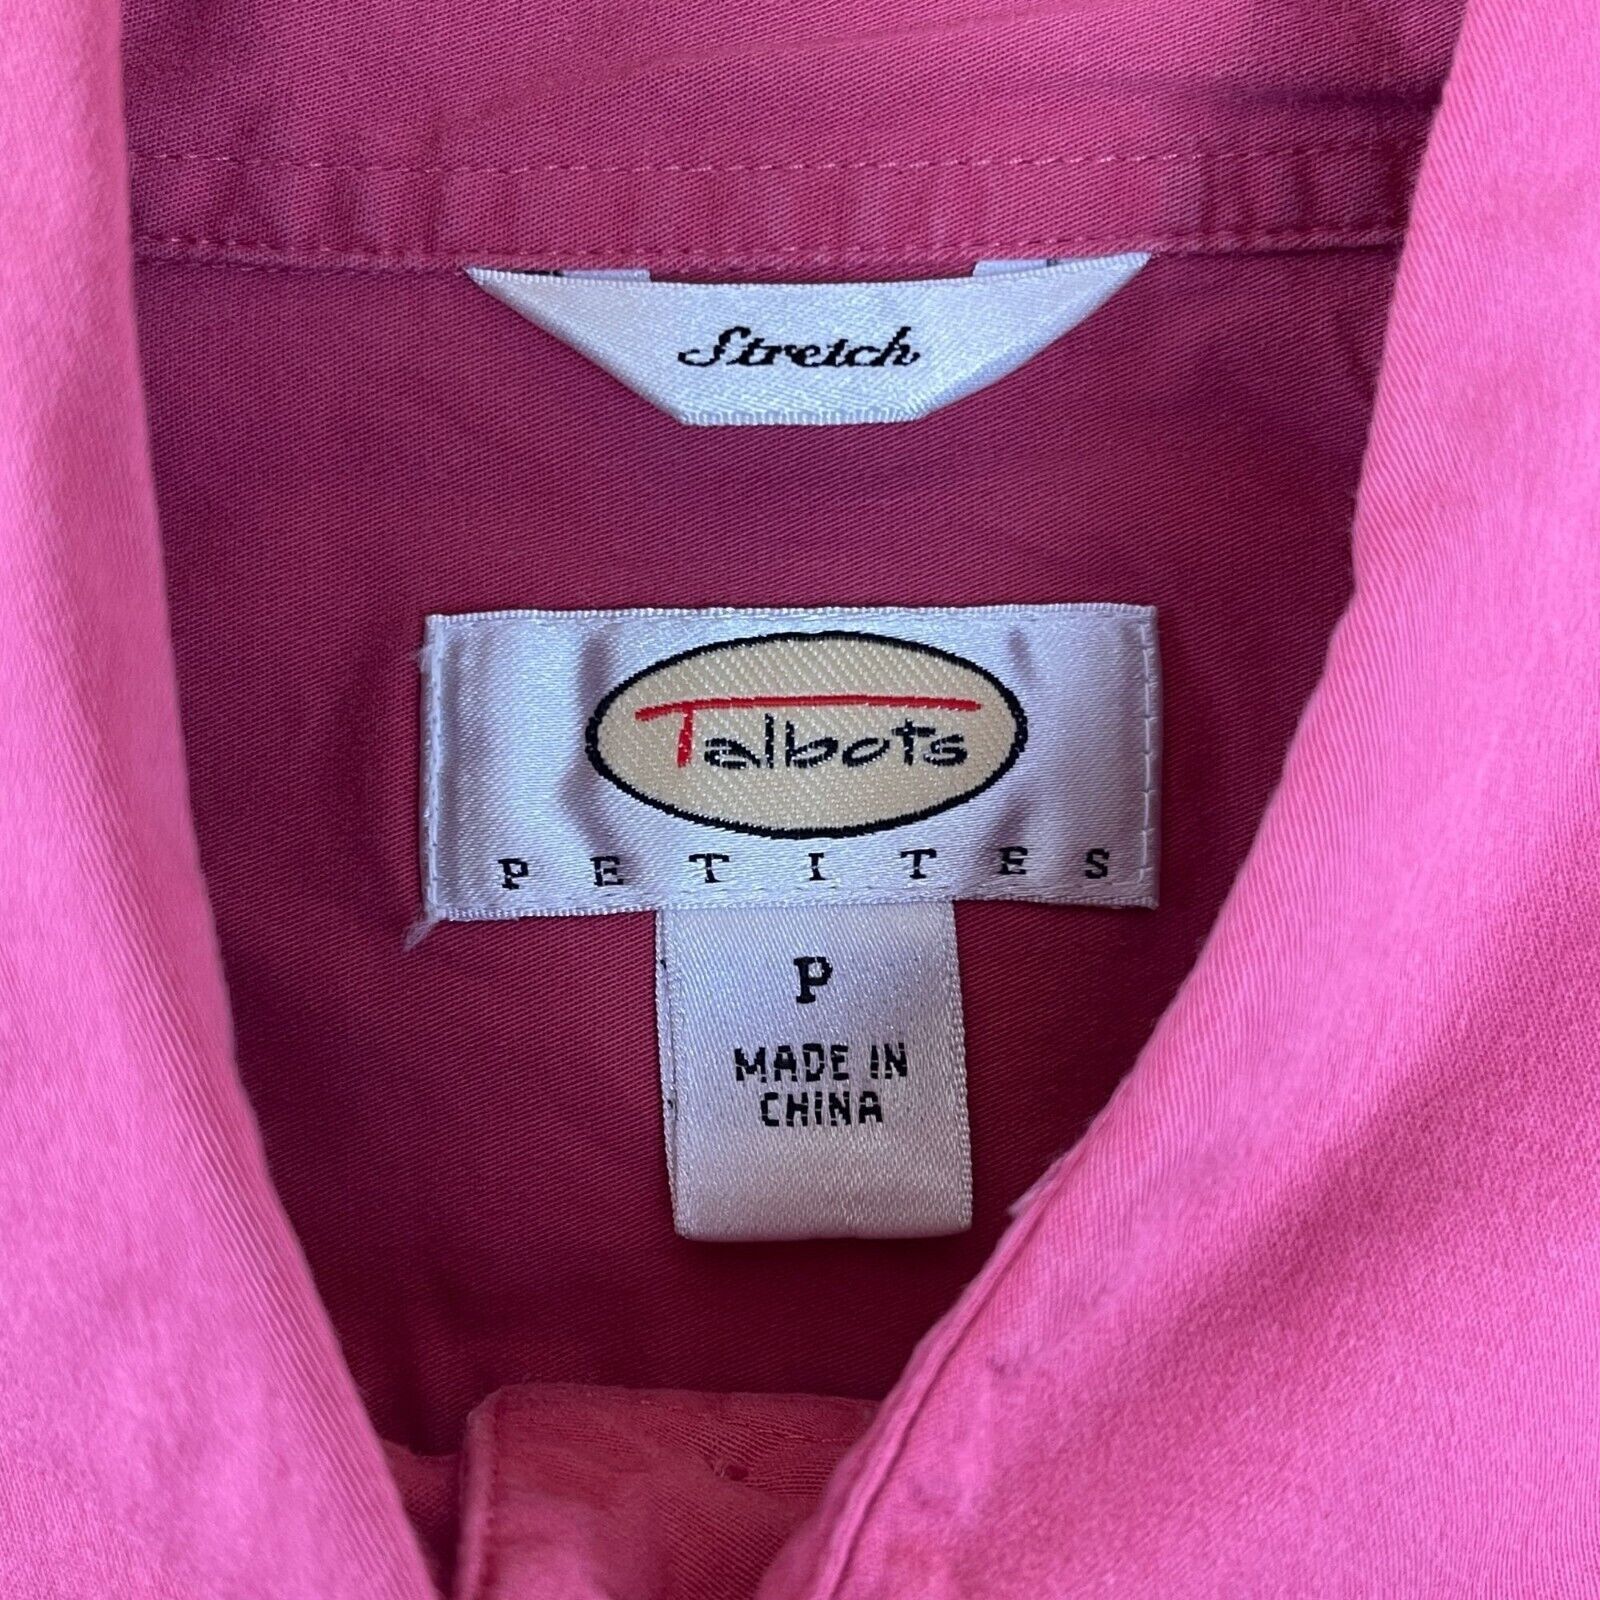 Stretch
Talbots
PETITES
P
MADE IN
CHINA